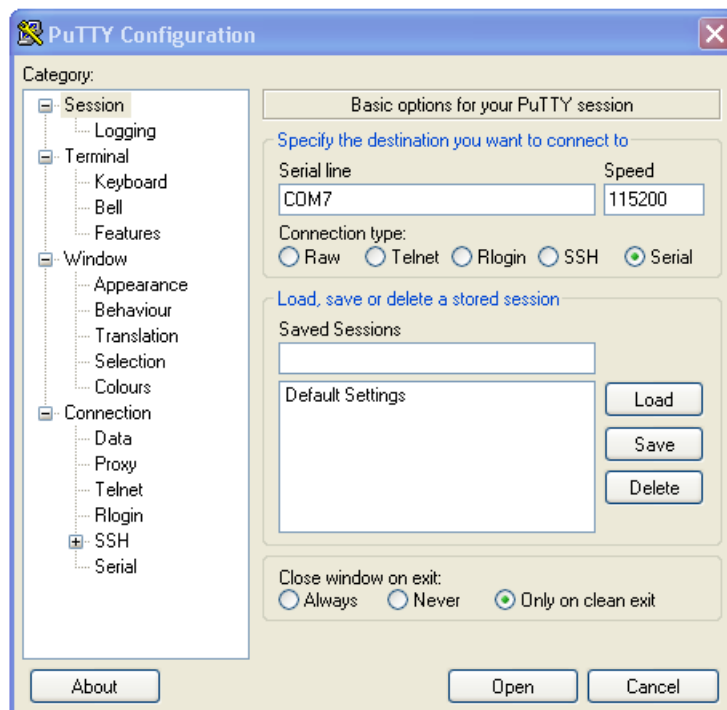 PuTTY Configuration
Category:
Session
Logging
Terminal
Keyboard
Bell
Features
Window
Appearance
Behaviour
Translation
Selection
Colours
Connection
Data
Proxy
Telnet
Rlogin
SSH
Serial
Basic options for your PuTTY session
Specify the destination you want to connect to
Serial line Speed
COM7 115200
Connection type:
Raw Telnet Rlogin SSH Serial
Load, save or delete a stored session
Saved Sessions
Default Settings
Load
Save
Delete
Close window on exit:
Always Never Only on clean exit
About Open Cancel